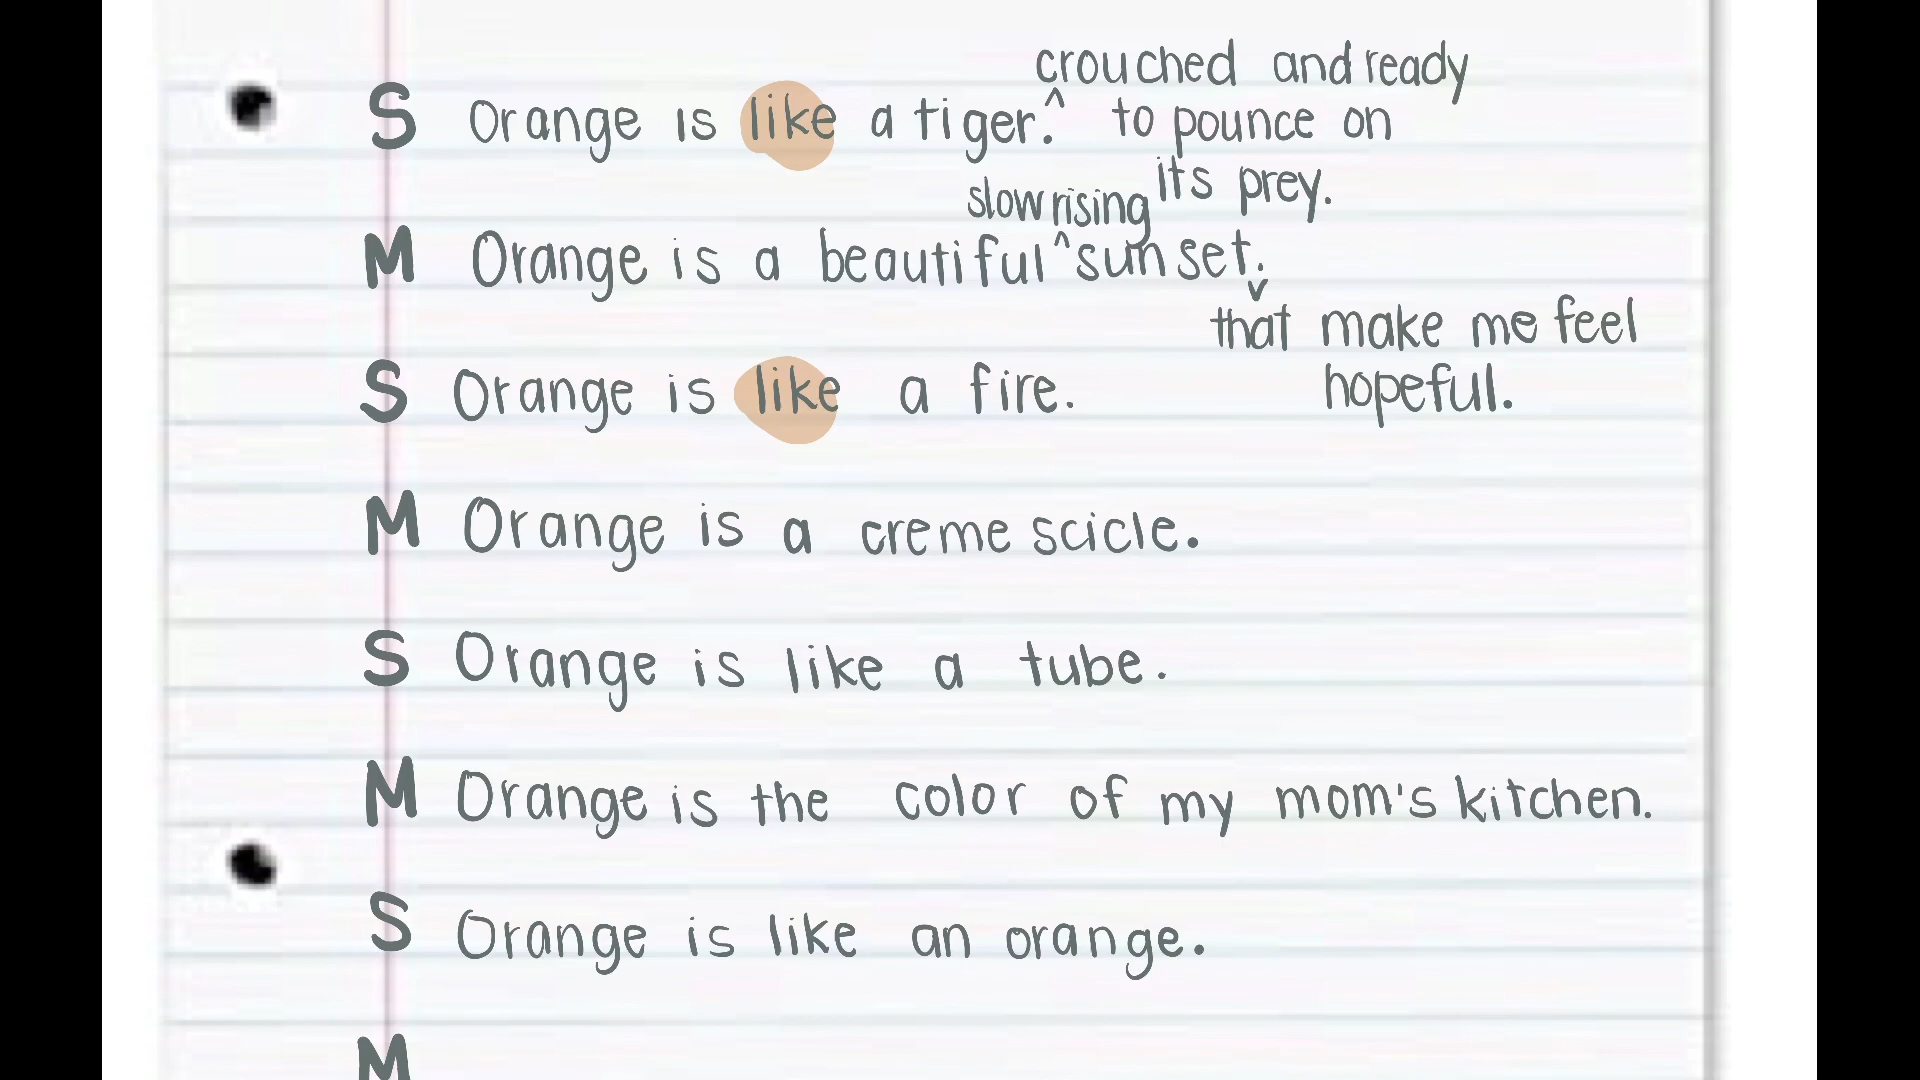 crouched and ready
S Orange is like a tiger.^ to pounce on
its prey.
slow rising
M Orange is a beautiful ^ sunset.
v
that make me feel
hopeful.
S Orange is like a fire.
M Orange is a creme scicle.
S Orange is like a tube.
M Orange is the color of my mom's kitchen.
S Orange is like an orange.
M